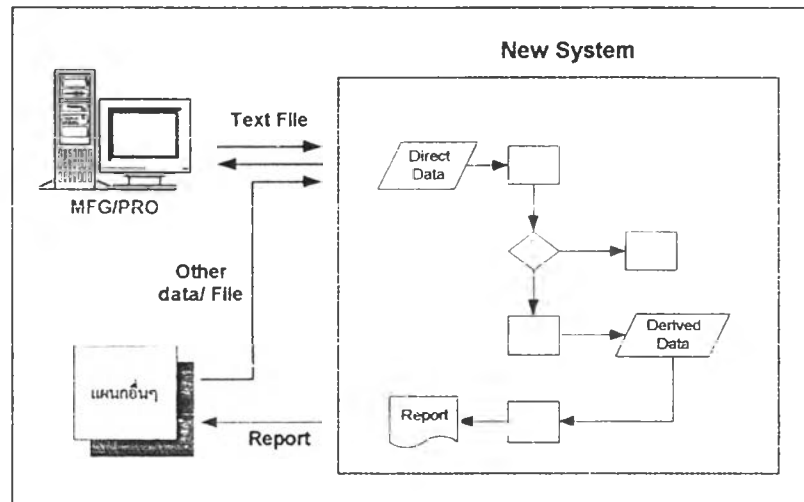 New System
Text File
MFG/PRO
Direct
Data
Other
data/ File
Derived
Data
แผนกอื่นๆ
Report
Report